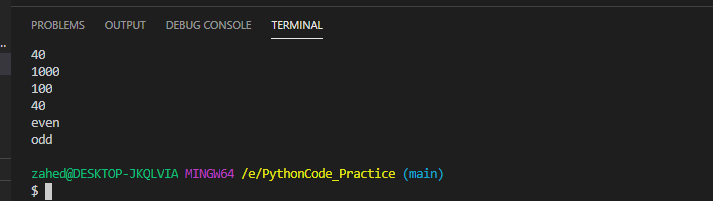 PROBLEMS OUTPUT DEBUG CONSOLE TERMINAL
40
1000
100
40
even
odd
zahed@DESKTOP-JKQLVIA MINGW64 /e/PythonCode_Practice (main)
$